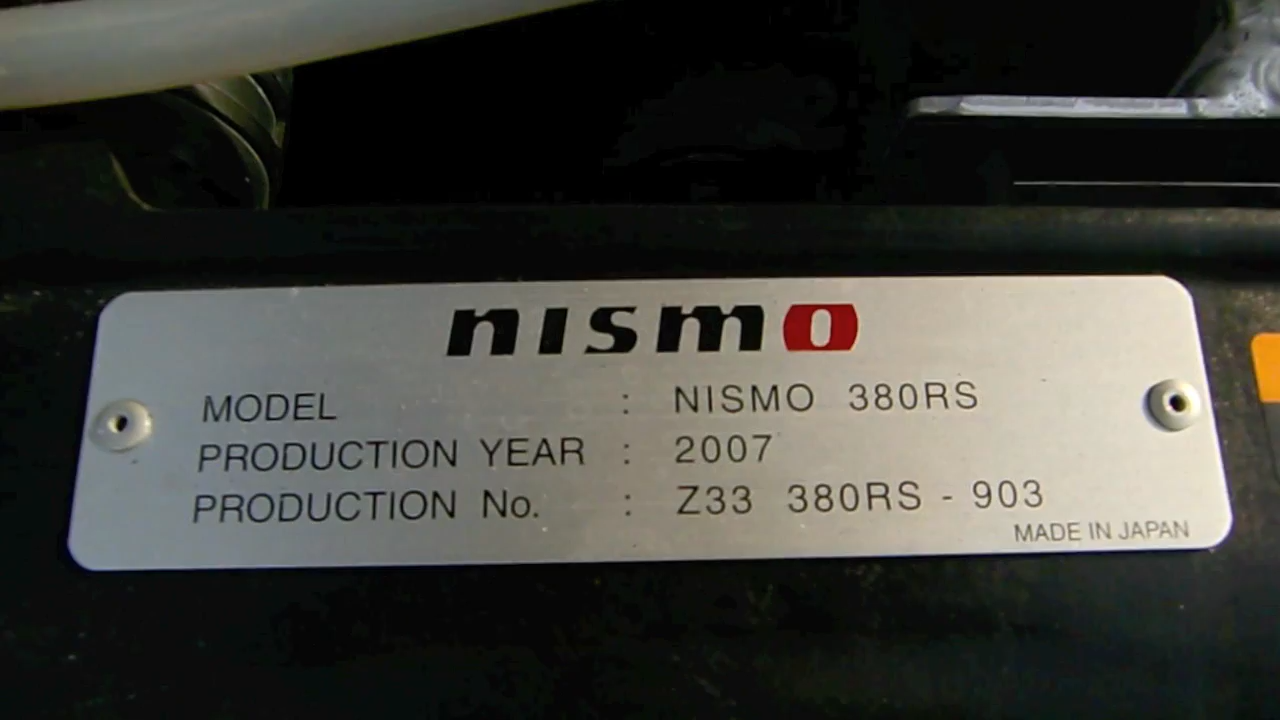 nismo
MODEL : NISMO 380RS
PRODUCTION YEAR : 2007
PRODUCTION No. : Z33 380RS - 903
MADE IN JAPAN